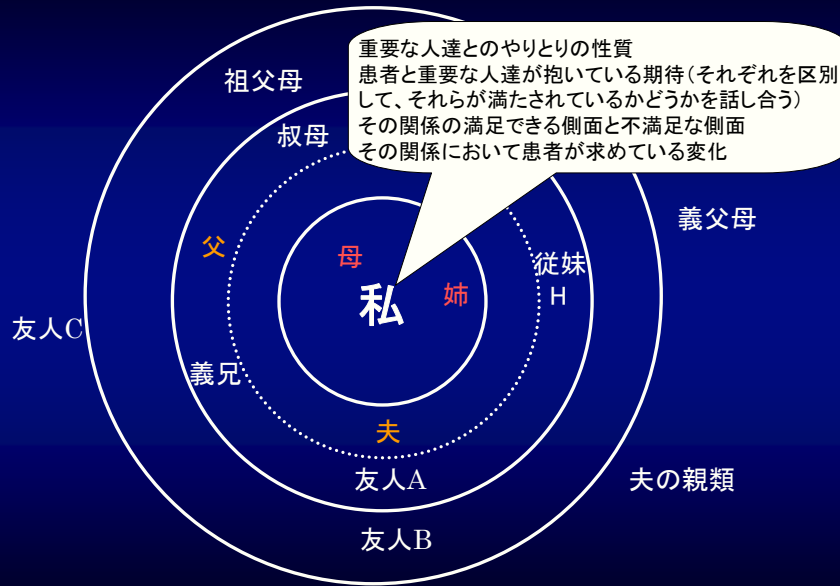 重要な人達とのやりとりの性質
患者と重要な人達が抱いている期待(それぞれを区別
して、それらが満たされているかどうかを話し合う)
その関係の満足できる側面と不満足な側面
その関係において患者が求めている変化
祖父母
叔母
義父母
父
母
従妹
H
姉
私
友人C
義兄
夫
友人A
夫の親類
友人B